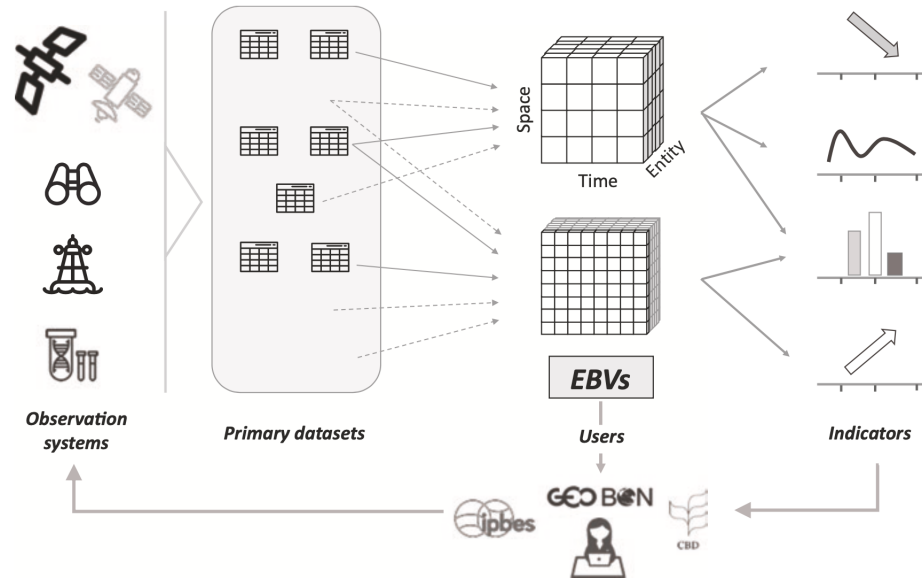 Space
Time
Entity
EBVs
Observation
systems
Primary datasets
Users
Indicators
ipbes
GEO BON
CBD